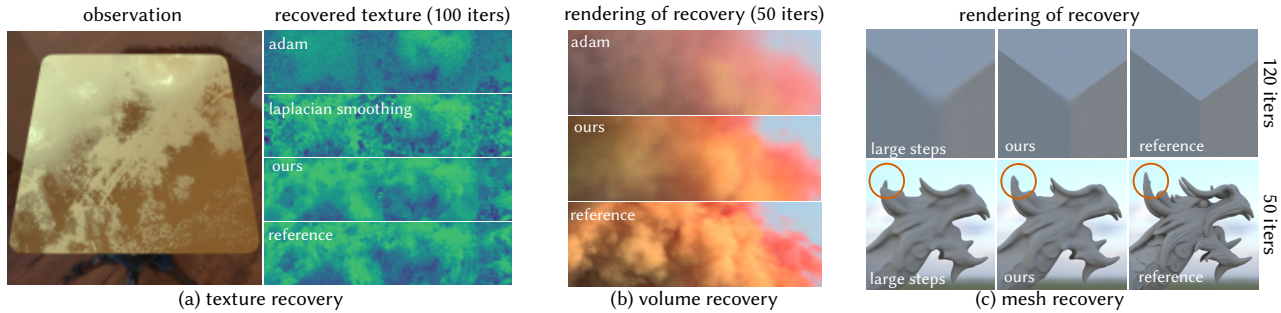 observation
recovered texture (100 iters)
adam
laplacian smoothing
ours
reference
(a) texture recovery
rendering of recovery (50 iters)
adam
ours
reference
(b) volume recovery
rendering of recovery
large steps
ours
reference
120 iters
large steps
ours
reference
50 iters
(c) mesh recovery